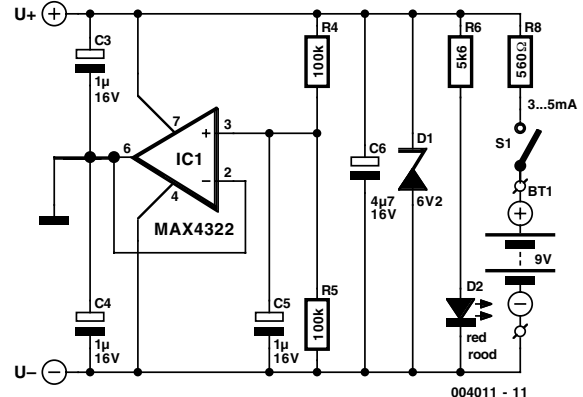 U+
+
C3
1µ
16V
7
6
IC1
+
3
−
2
4
MAX4322
R4
100k
C6
4µ7
16V
D1
6V2
R6
5k6
R8
560Ω
3...5mA
S1
BT1
+
9V
−
C4
1µ
16V
C5
1µ
16V
R5
100k
D2
red
rood
U−
−
004011 - 11